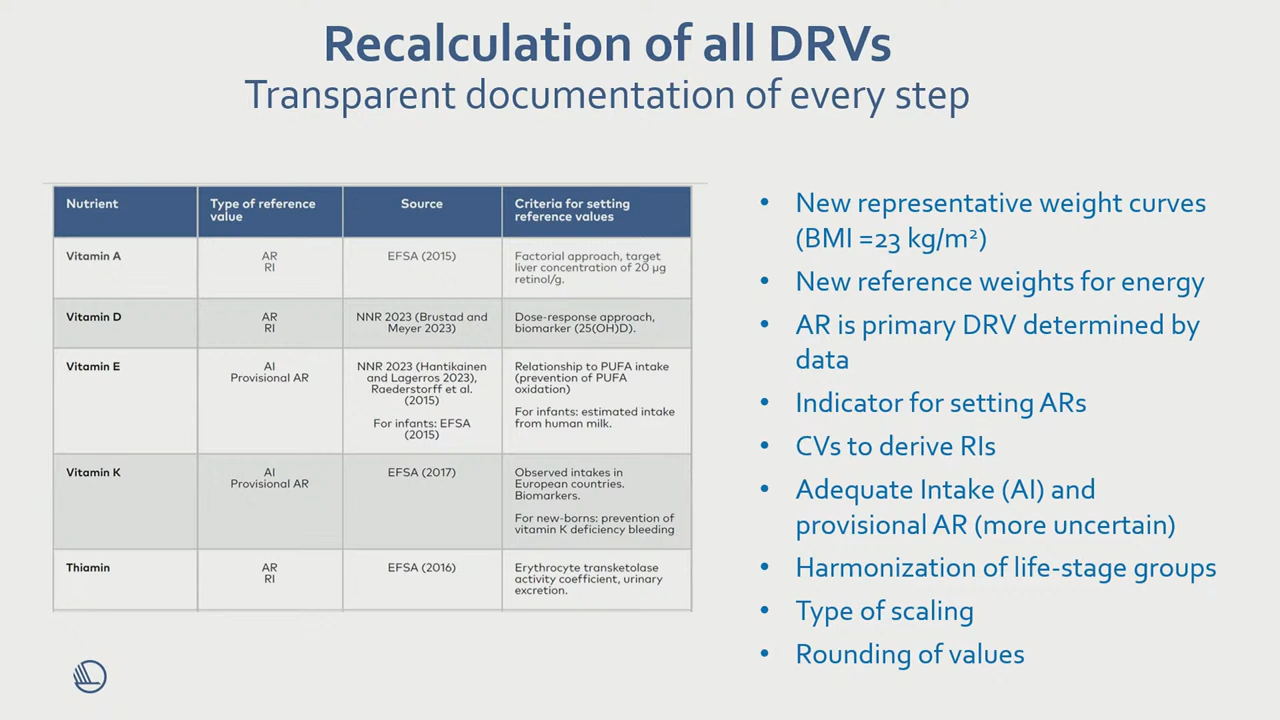 Recalculation of all DRVs
Transparent documentation of every step
Nutrient
Type of reference
value
Source
Criteria for setting
reference values
Vitamin A
AR
RI
EFSA (2015)
Factorial approach, target
liver concentration of 20 µg
retinol/g.
Vitamin D
AR
RI
NNR 2023 (Brustad and
Meyer 2023)
Dose-response approach,
biomarker (25(OH)D).
Vitamin E
AI
Provisional AR
NNR 2023 (Hantikainen
and Lagerros 2023),
Raederstorff et al.
(2015)
For infants: EFSA
(2015)
Relationship to PUFA intake
(prevention of PUFA
oxidation)
For infants: estimated intake
from human milk.
Vitamin K
AI
Provisional AR
EFSA (2017)
Observed intakes in
European countries.
Biomarkers.
For new-borns: prevention of
vitamin K deficiency bleeding
Thiamin
AR
RI
EFSA (2016)
Erythrocyte transketolase
activity coefficient, urinary
excretion.
• New representative weight curves
(BMI =23 kg/m²)
• New reference weights for energy
• AR is primary DRV determined by
data
• Indicator for setting ARs
• CVs to derive RIs
• Adequate Intake (AI) and
provisional AR (more uncertain)
• Harmonization of life-stage groups
• Type of scaling
• Rounding of values